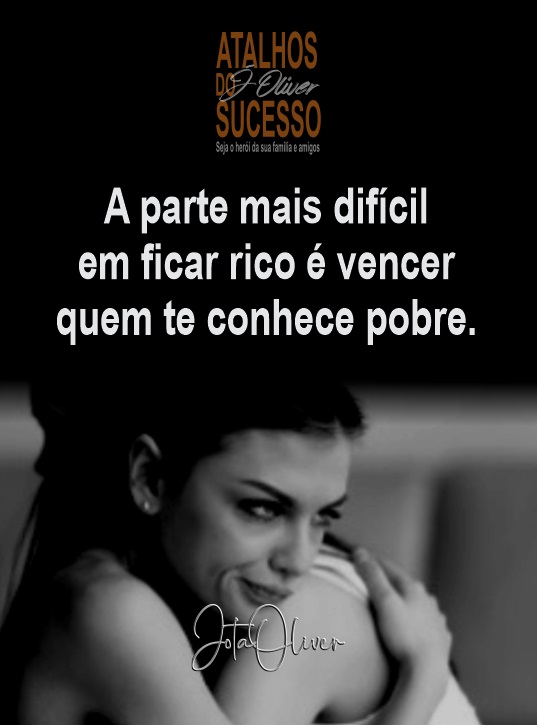 ATALHOS
DO J Oliver
SUCESSO
Seja o herói da sua família e amigos
A parte mais difícil
em ficar rico é vencer
quem te conhece pobre.
Jota Oliver